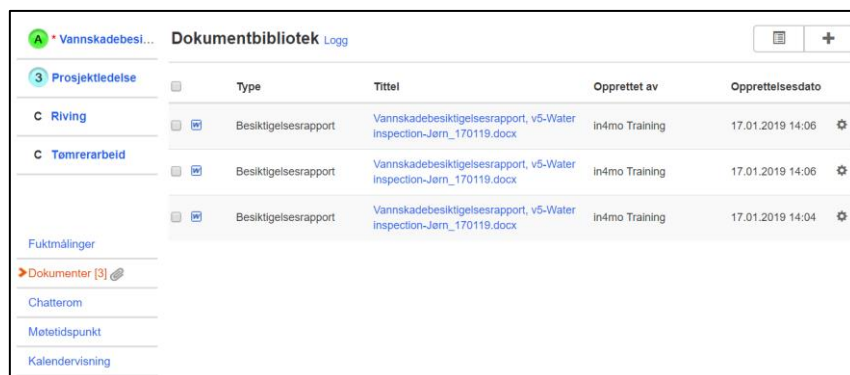 A * Vannskadebesi...
3 Prosjektledelse
C Riving
C Tømrerarbeid
Fuktmålinger
Dokumenter [3]
Chatterom
Møtetidspunkt
Kalendervisning
Dokumentbibliotek Logg
Type Tittel Opprettet av Opprettelsesdato
Besiktigelsesrapport Vannskadebesiktigelsesrapport, v5-Water in4mo Training 17.01.2019 14:06
inspection-Jørn_170119.docx
Besiktigelsesrapport Vannskadebesiktigelsesrapport, v5-Water in4mo Training 17.01.2019 14:06
inspection-Jørn_170119.docx
Besiktigelsesrapport Vannskadebesiktigelsesrapport, v5-Water in4mo Training 17.01.2019 14:04
inspection-Jørn_170119.docx